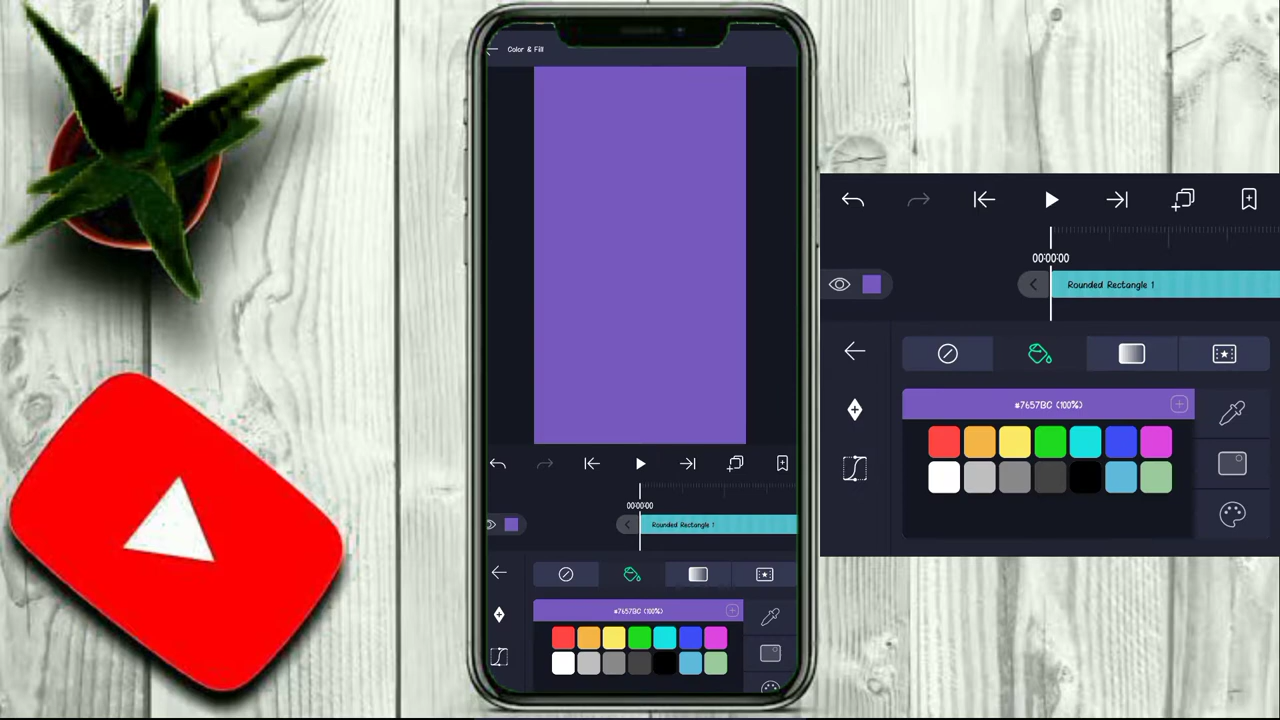 Color & Fill
00:00:00
Rounded Rectangle 1
#7657BC (100%)
00:00:00
Rounded Rectangle 1
#7657BC (100%)